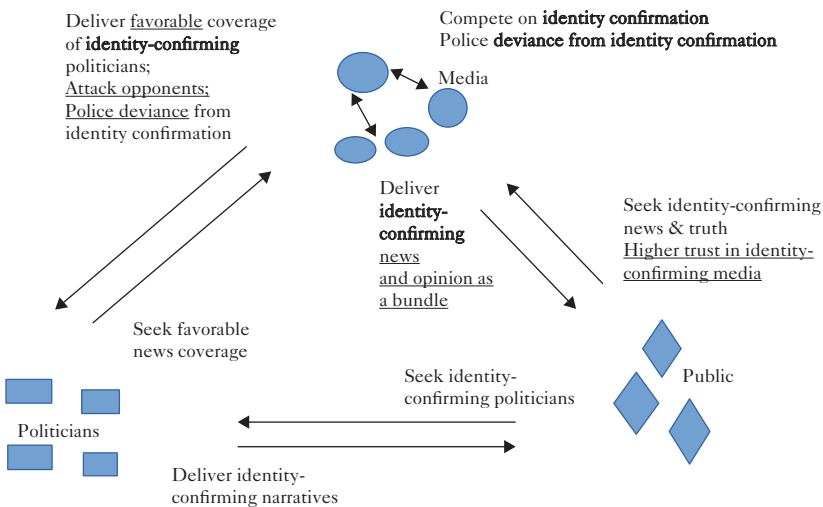 Deliver favorable coverage
of identity-confirming
politicians;
Attack opponents;
Police deviance from
identity confirmation
Compete on identity confirmation
Police deviance from identity confirmation
Media
Deliver
identity-
confirming
news
and opinion as
a bundle
Seek identity-confirming
news & truth
Higher trust in identity-
confirming media
Seek favorable
news coverage
Seek identity-
confirming politicians
Public
Politicians
Deliver identity-
confirming narratives